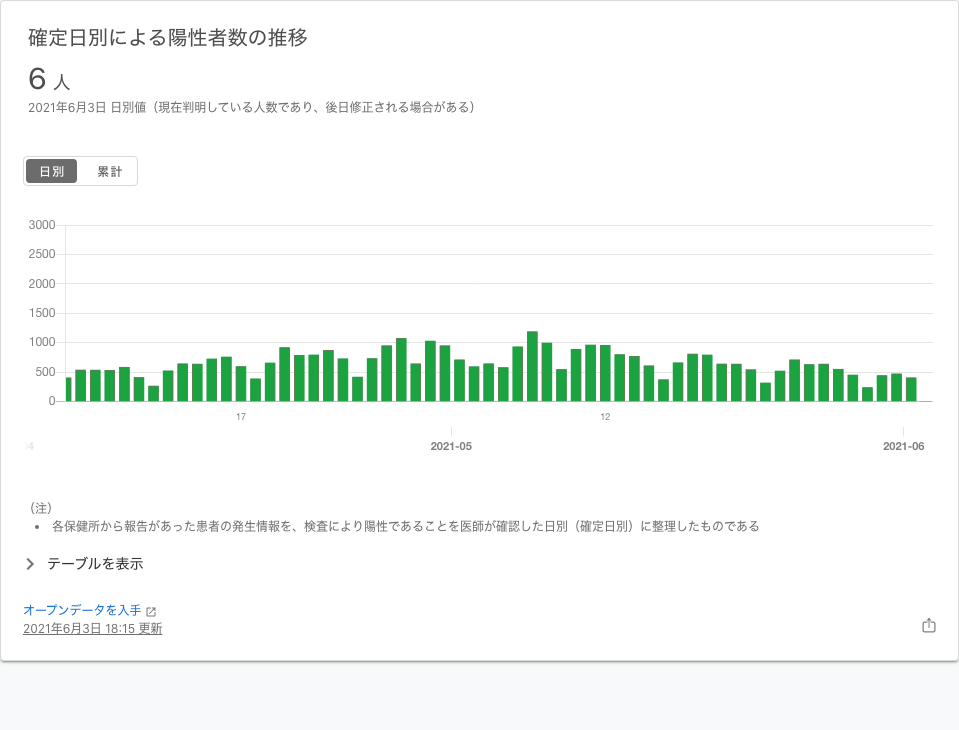 確定日別による陽性者数の推移
6 人
2021年6月3日 日別値（現在判明している人数であり、後日修正される場合がある）
日別 累計
3000
2500
2000
1500
1000
500
0
17 12
2021-05 2021-06
（注）
• 各保健所から報告があった患者の発生情報を、検査により陽性であることを医師が確認した日別（確定日別）に整理したものである
テーブルを表示
オープンデータを入手
2021年6月3日 18:15 更新